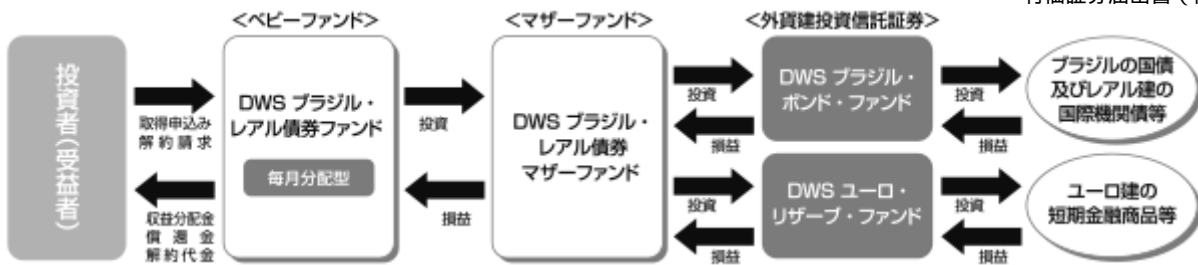 <ベビーファンド>
<マザーファンド>
<外貨建投資信託証券>
投資者(受益者)
取得申込み
解約請求
収益分配金
償還金
解約代金
DWS ブラジル・
レアル債券ファンド
毎月分配型
投資
損益
DWS ブラジル・
レアル債券
マザーファンド
投資
損益
投資
損益
DWS ブラジル・
ボンド・ファンド
DWS ユーロ・
リザーブ・ファンド
投資
損益
投資
損益
ブラジルの国債
及びレアル建の
国際機関債等
ユーロ建の
短期金融商品等